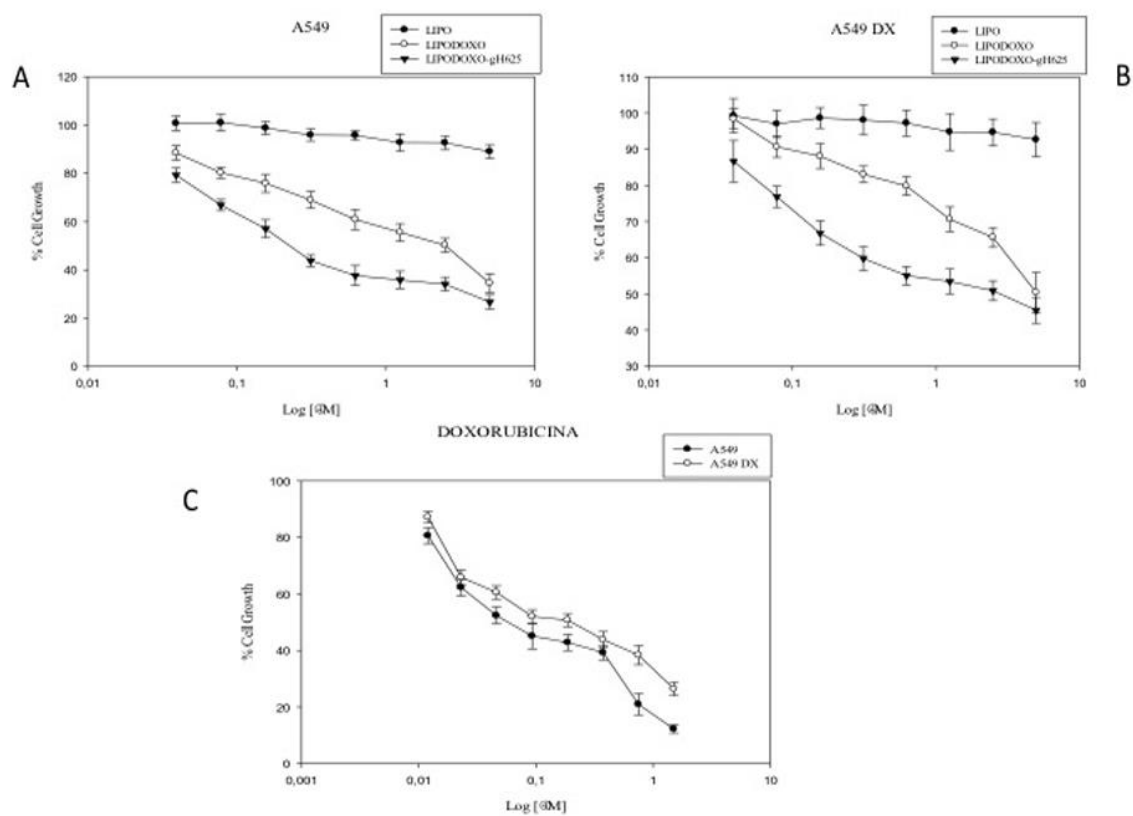 A549
LIPO
LIPODOXO
LIPODOXO-gH625
A
120
100
80
60
40
20
0
% Cell Growth
0,01
0,1
1
10
Log [@M]
A549 DX
LIPO
LIPODOXO
LIPODOXO-gH625
B
110
100
90
80
70
60
50
40
30
% Cell Growth
0,01
0,1
1
10
Log [@M]
DOXORUBICINA
A549
A549 DX
C
100
80
60
40
20
0
% Cell Growth
0,001
0,01
0,1
1
10
Log [@M]